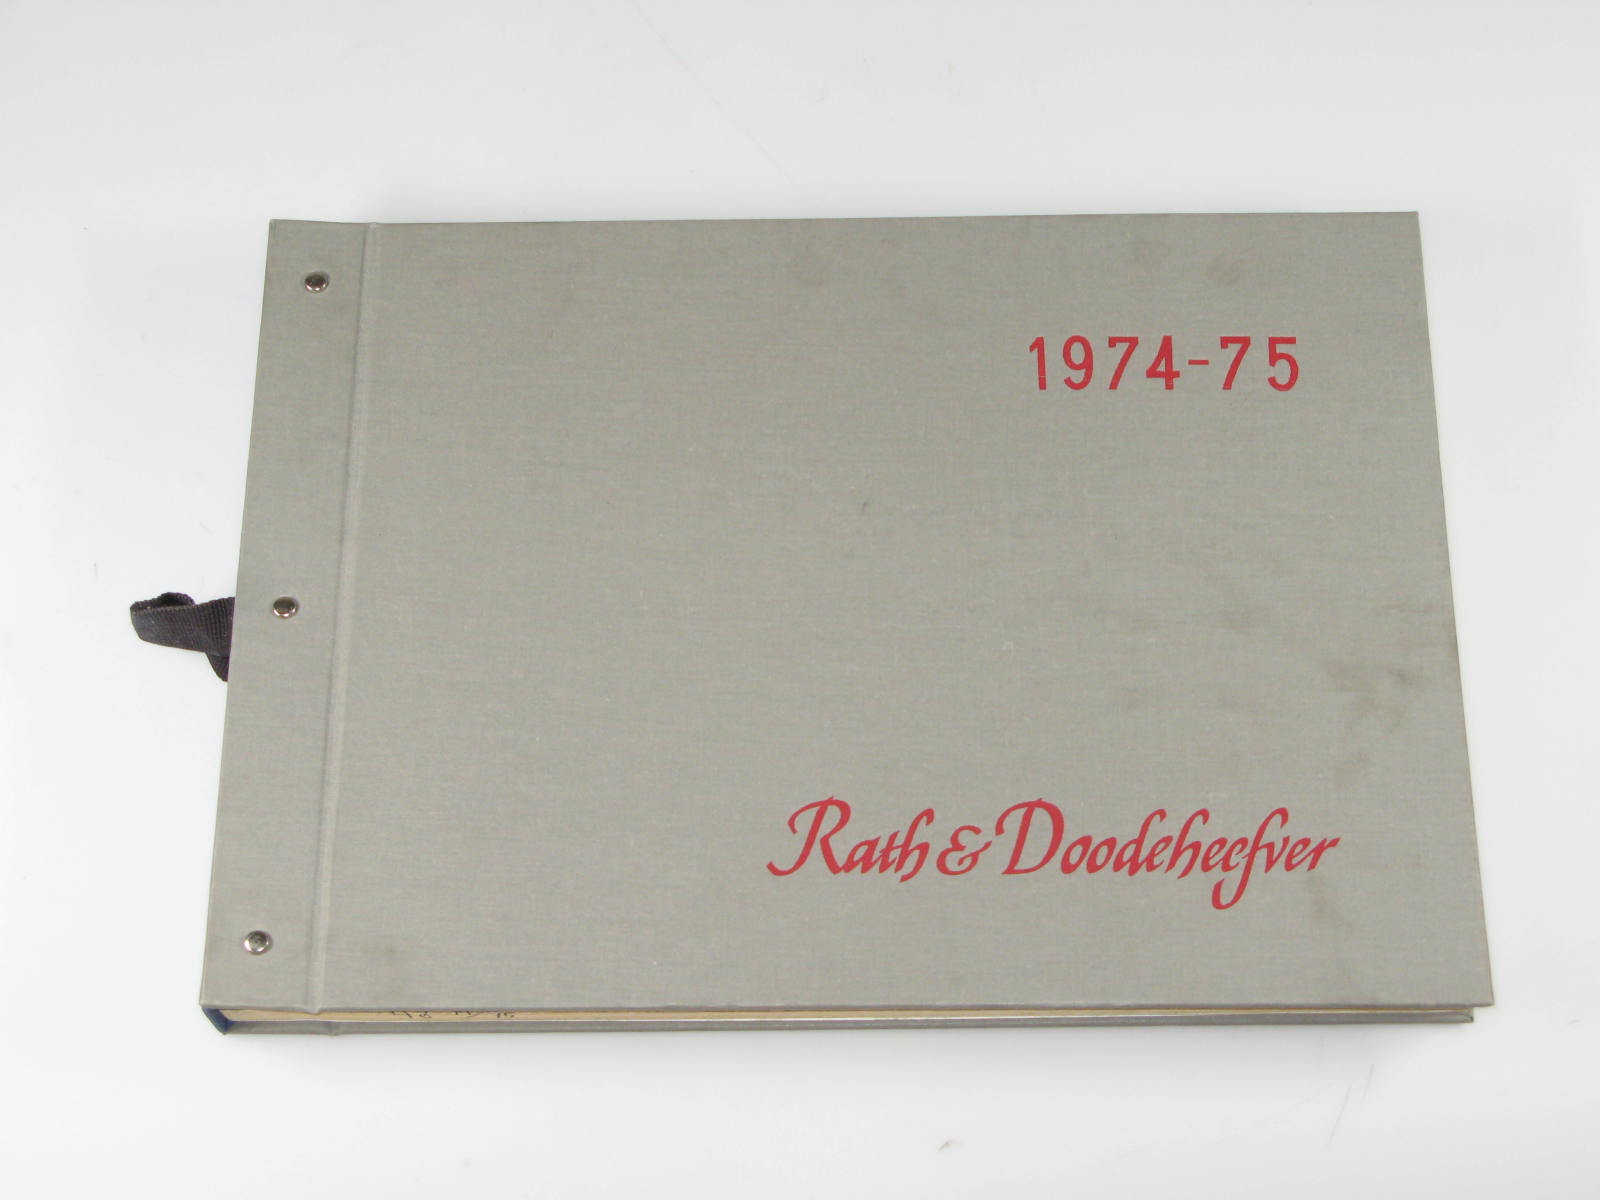 1974-75
Rath & Doodeheefver